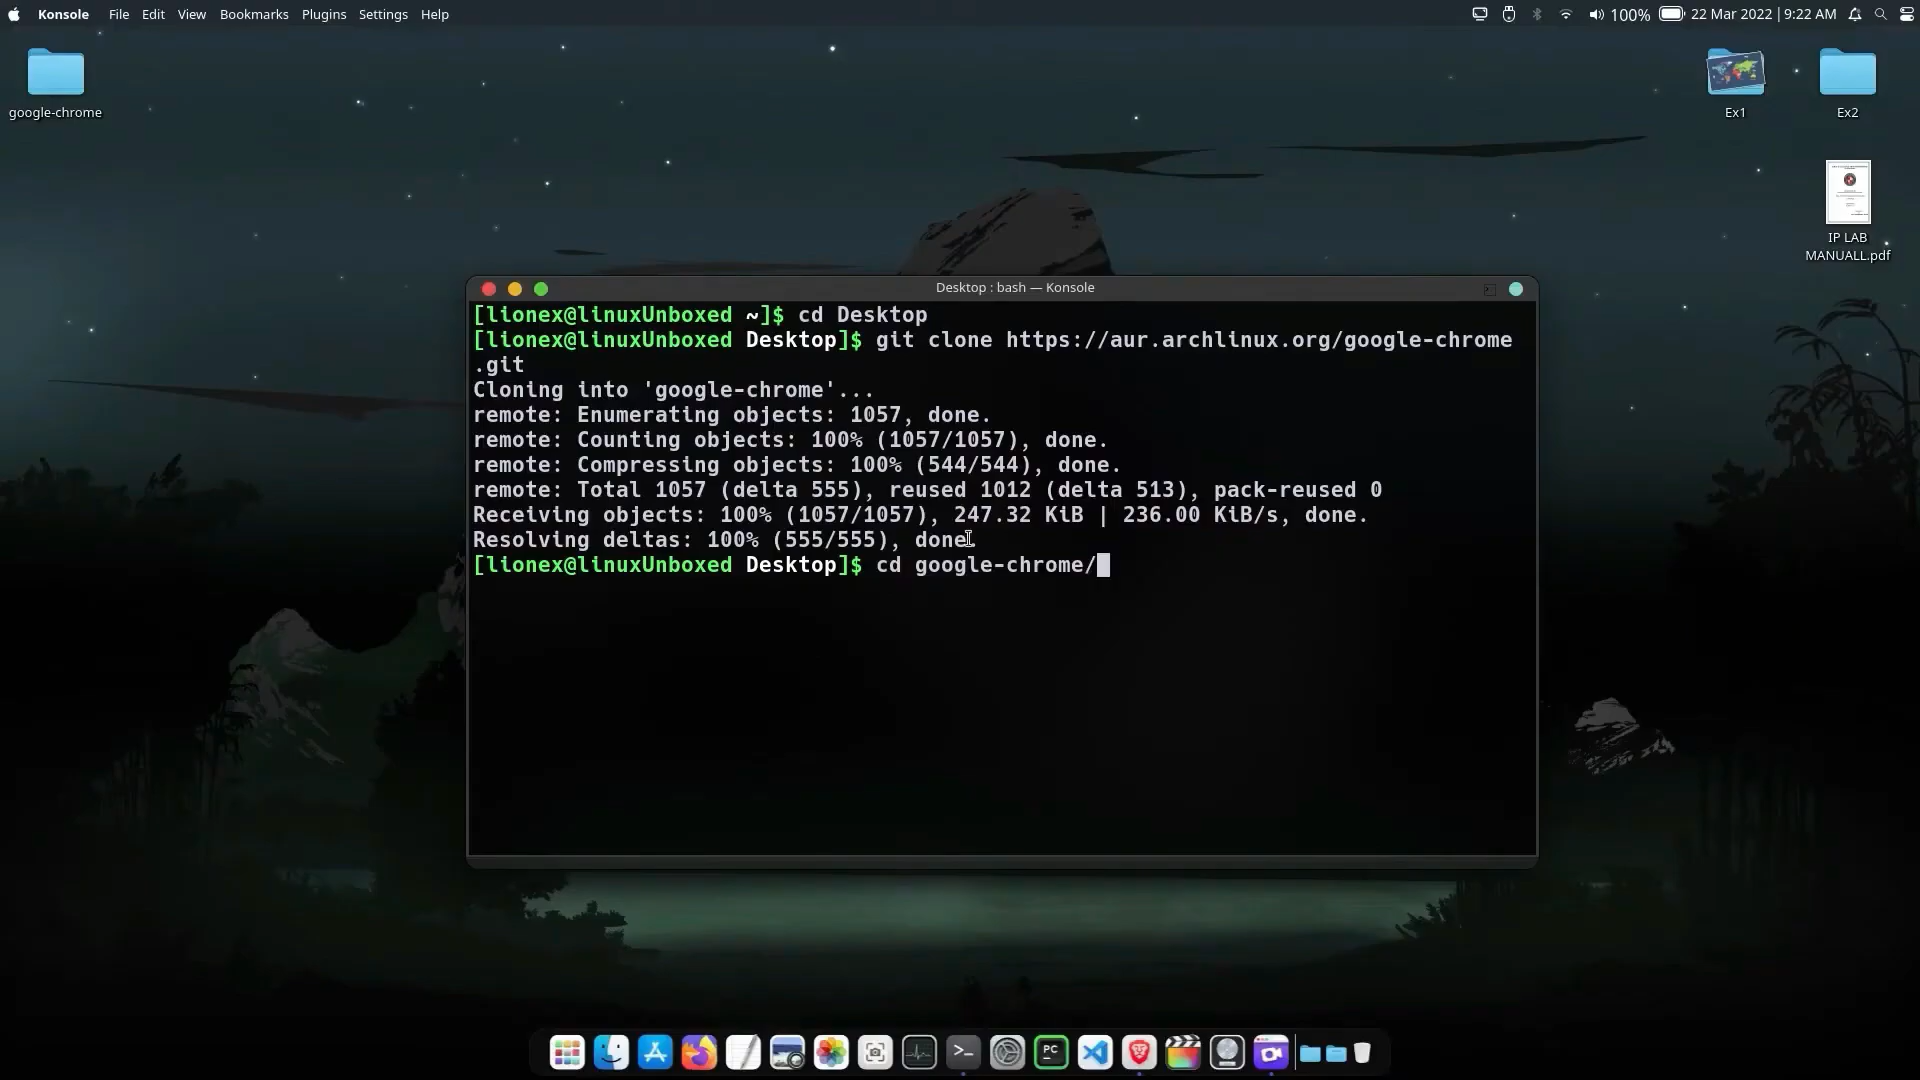 Konsole File Edit View Bookmarks Plugins Settings Help
100% 22 Mar 2022 | 9:22 AM
google-chrome
Ex1
Ex2
IP LAB
MANUALL.pdf
Desktop : bash — Konsole
[lionex@linuxUnboxed ~]$ cd Desktop
[lionex@linuxUnboxed Desktop]$ git clone https://aur.archlinux.org/google-chrome
.git
Cloning into 'google-chrome'...
remote: Enumerating objects: 1057, done.
remote: Counting objects: 100% (1057/1057), done.
remote: Compressing objects: 100% (544/544), done.
remote: Total 1057 (delta 555), reused 1012 (delta 513), pack-reused 0
Receiving objects: 100% (1057/1057), 247.32 KiB | 236.00 KiB/s, done.
Resolving deltas: 100% (555/555), done.
[lionex@linuxUnboxed Desktop]$ cd google-chrome/
PC